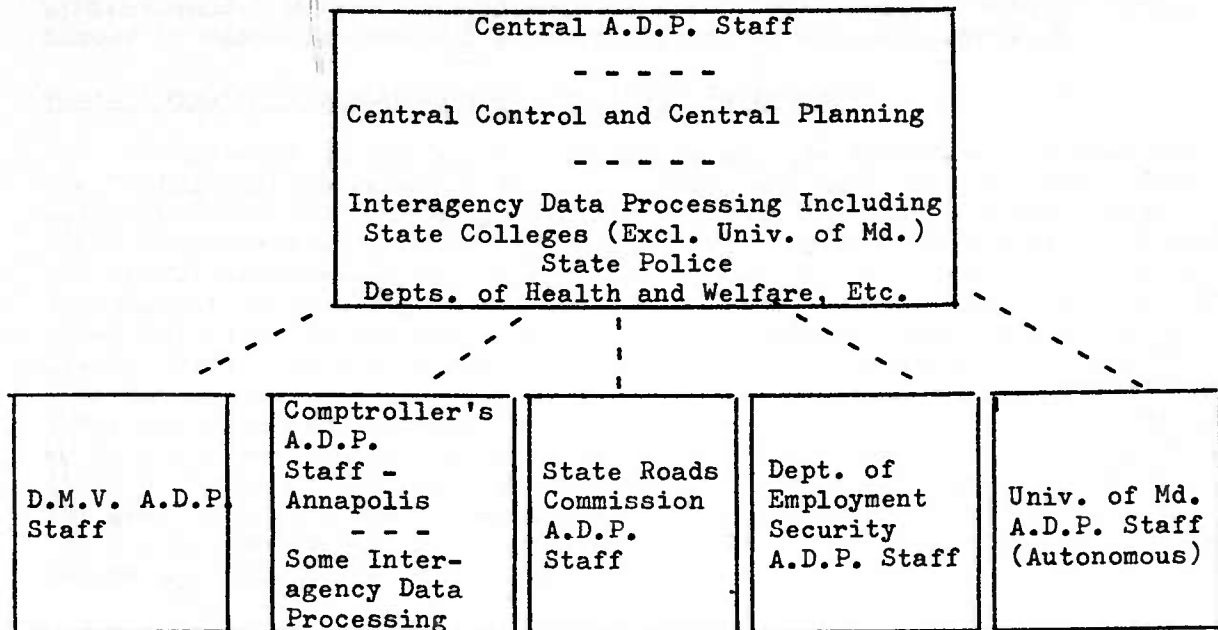 Central A.D.P. Staff
- - - - -
Central Control and Central Planning
- - - - -
Interagency Data Processing Including
State Colleges (Excl. Univ. of Md.)
State Police
Depts. of Health and Welfare, Etc.
D.M.V. A.D.P.
Staff
Comptroller's
A.D.P.
Staff –
Annapolis
- - -
Some Inter-
agency Data
Processing
State Roads
Commission
A.D.P.
Staff
Dept. of
Employment
Security
A.D.P. Staff
Univ. of Md.
A.D.P. Staff
(Autonomous)